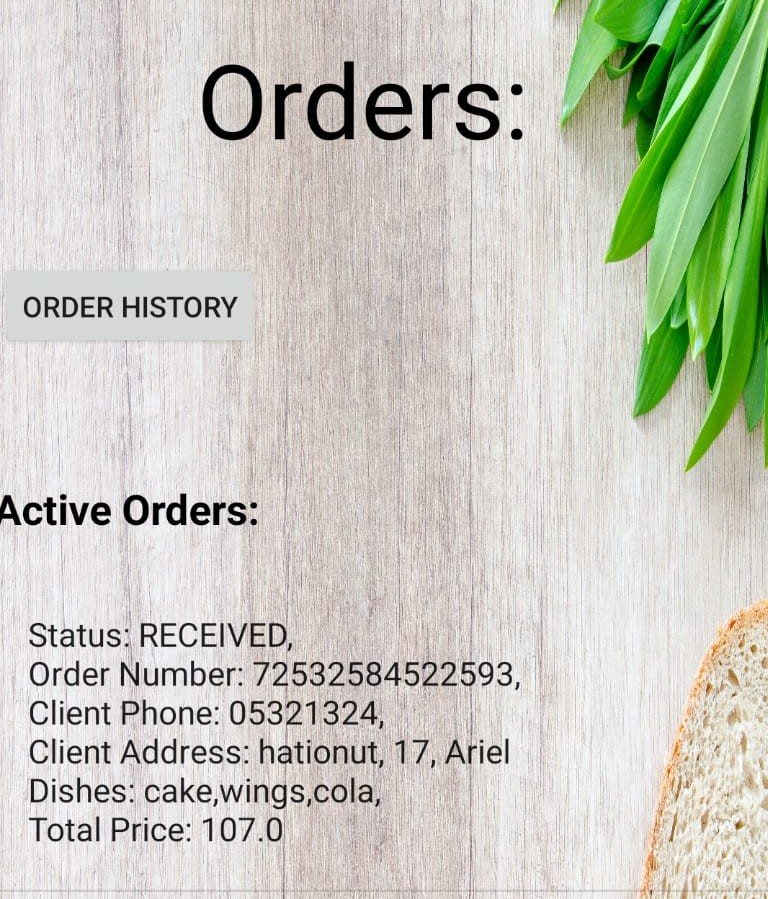 Orders:
ORDER HISTORY
Active Orders:
Status: RECEIVED,
Order Number: 72532584522593,
Client Phone: 05321324,
Client Address: hationut, 17, Ariel
Dishes: cake,wings,cola,
Total Price: 107.0